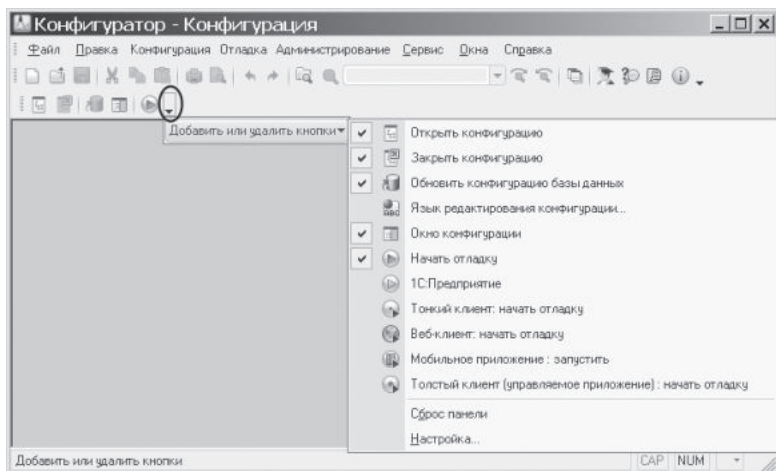 Конфигуратор - Конфигурация
Файл Правка Конфигурация Отладка Администрирование Сервис Окна Справка
Добавить или удалить кнопки
Открыть конфигурацию
Закрыть конфигурацию
Обновить конфигурацию базы данных
Язык редактирования конфигурации...
Окно конфигурации
Начать отладку
1С:Предприятие
Тонкий клиент: начать отладку
Веб-клиент: начать отладку
Мобильное приложение : запустить
Толстый клиент (управляемое приложение) : начать отладку
Сброс панели
Настройка...
Добавить или удалить кнопки CAP NUM